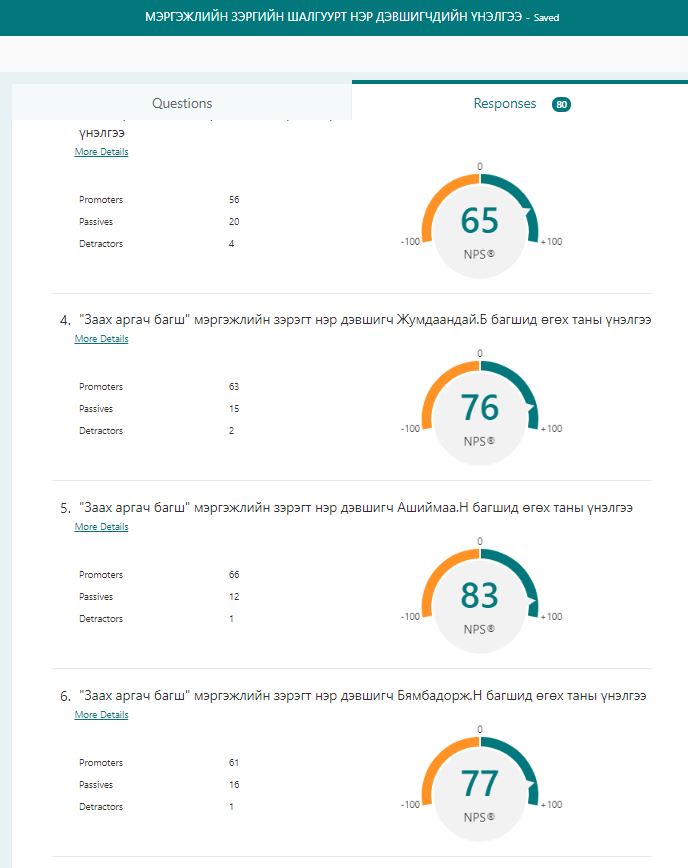 МЭРГЭЖЛИЙН ЗЭРГИЙН ШАЛГУУРТ НЭР ДЭВШИГЧДИЙН ҮНЭЛГЭЭ - Saved
Questions
Responses 80
үнэлгээ
More Details
Promoters 56
Passives 20
Detractors 4
0
65
NPS®
-100
+100
4. "Заах аргач багш" мэргэжлийн зэрэгт нэр дэвшигч Жумдаандай.Б багшид өгөх таны үнэлгээ
More Details
Promoters 63
Passives 15
Detractors 2
0
76
NPS®
-100
+100
5. "Заах аргач багш" мэргэжлийн зэрэгт нэр дэвшигч Ашиймаа.Н багшид өгөх таны үнэлгээ
More Details
Promoters 66
Passives 12
Detractors 1
0
83
NPS®
-100
+100
6. "Заах аргач багш" мэргэжлийн зэрэгт нэр дэвшигч Бямбадорж.Н багшид өгөх таны үнэлгээ
More Details
Promoters 61
Passives 16
Detractors 1
0
77
NPS®
-100
+100